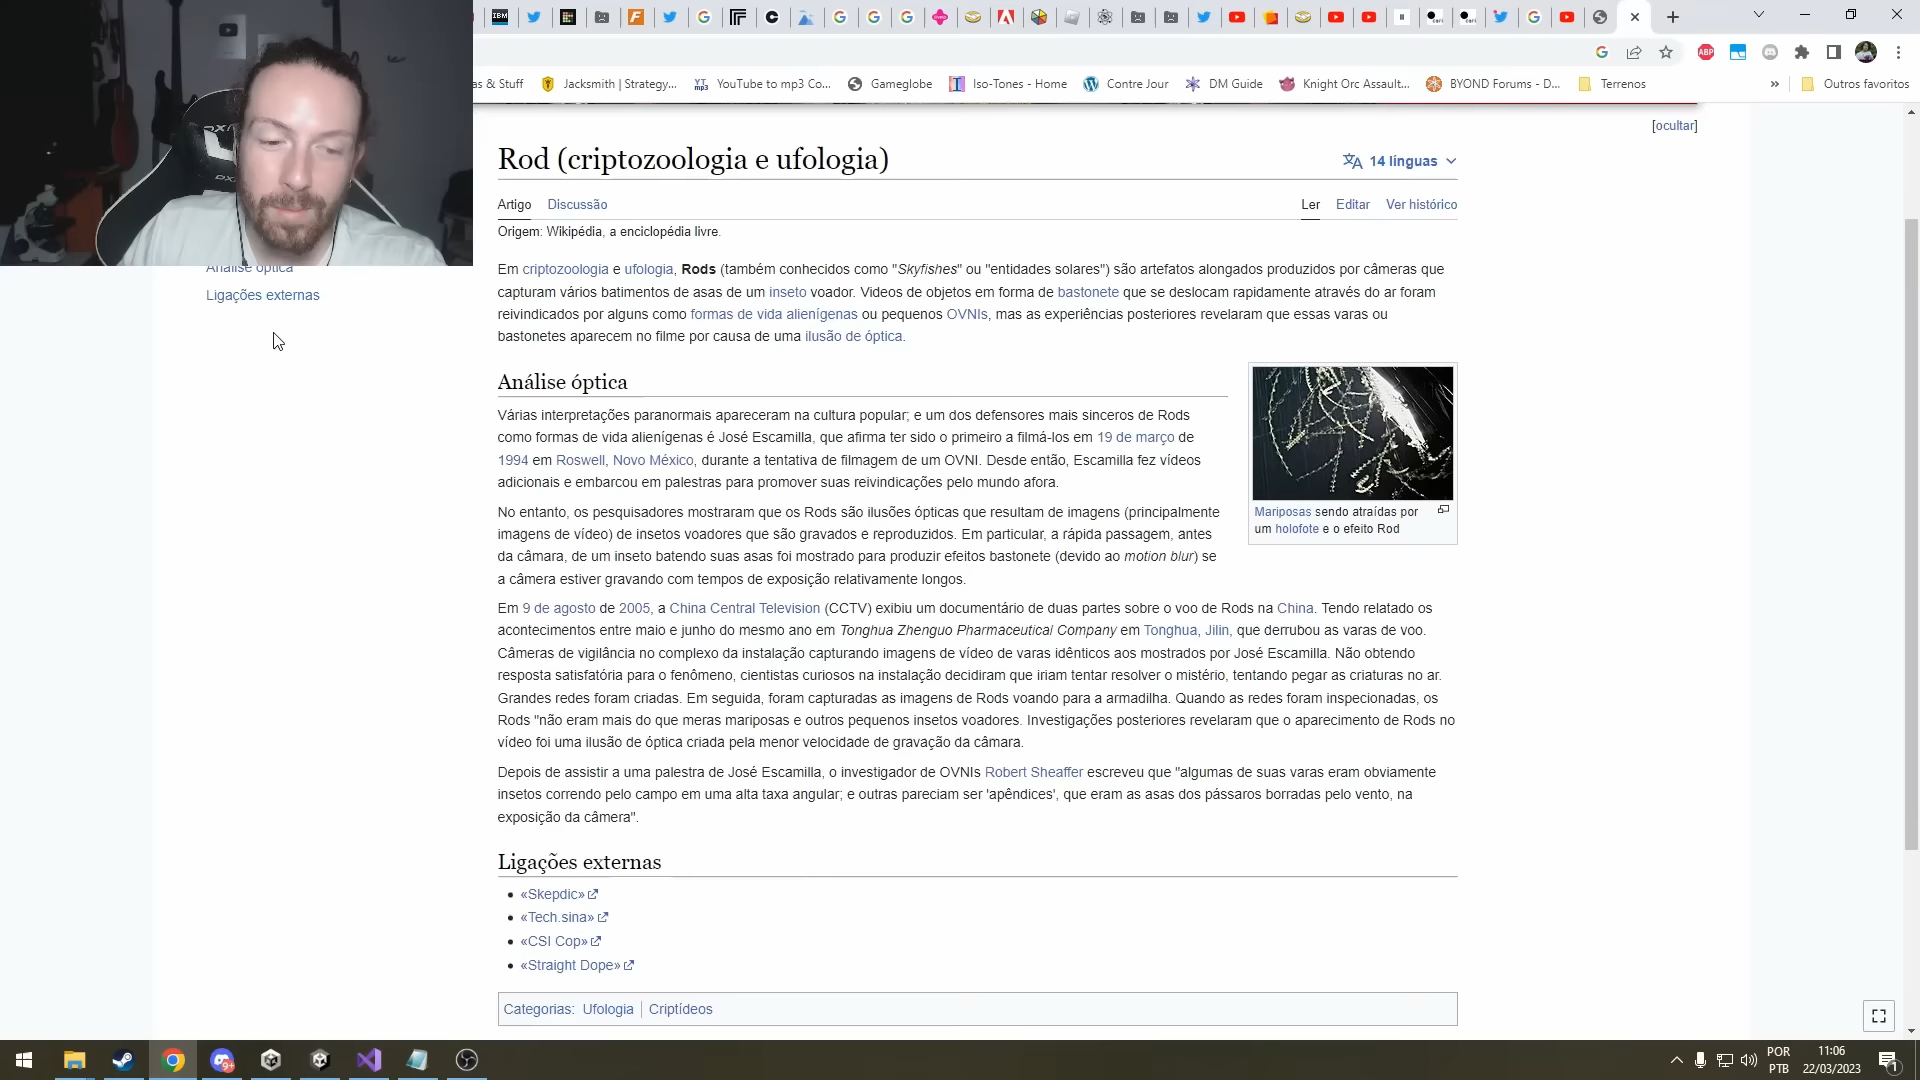 as & Stuff
Jacksmith | Strategy...
YouTube to mp3 Co...
Gameglobe
Iso-Tones - Home
Contre Jour
DM Guide
Knight Orc Assault...
BYOND Forums - D...
Terrenos
»
Outros favoritos
[ocultar]
Rod (criptozoologia e ufologia)
14 línguas
Artigo Discussão
Ler Editar Ver histórico
Origem: Wikipédia, a enciclopédia livre.
Análise óptica
Ligações externas
Em criptozoologia e ufologia, Rods (também conhecidos como "Skyfishes" ou "entidades solares") são artefatos alongados produzidos por câmeras que
capturam vários batimentos de asas de um inseto voador. Videos de objetos em forma de bastonete que se deslocam rapidamente através do ar foram
reivindicados por alguns como formas de vida alienígenas ou pequenos OVNIs, mas as experiências posteriores revelaram que essas varas ou
bastonetes aparecem no filme por causa de uma ilusão de óptica.
Análise óptica
Várias interpretações paranormais apareceram na cultura popular; e um dos defensores mais sinceros de Rods
como formas de vida alienígenas é José Escamilla, que afirma ter sido o primeiro a filmá-los em 19 de março de
1994 em Roswell, Novo México, durante a tentativa de filmagem de um OVNI. Desde então, Escamilla fez vídeos
adicionais e embarcou em palestras para promover suas reivindicações pelo mundo afora.
Mariposas sendo atraídas por
um holofote e o efeito Rod
No entanto, os pesquisadores mostraram que os Rods são ilusões ópticas que resultam de imagens (principalmente
imagens de vídeo) de insetos voadores que são gravados e reproduzidos. Em particular, a rápida passagem, antes
da câmara, de um inseto batendo suas asas foi mostrado para produzir efeitos bastonete (devido ao motion blur) se
a câmera estiver gravando com tempos de exposição relativamente longos.
Em 9 de agosto de 2005, a China Central Television (CCTV) exibiu um documentário de duas partes sobre o voo de Rods na China. Tendo relatado os
acontecimentos entre maio e junho do mesmo ano em Tonghua Zhenguo Pharmaceutical Company em Tonghua, Jilin, que derrubou as varas de voo.
Câmeras de vigilância no complexo da instalação capturando imagens de vídeo de varas idênticos aos mostrados por José Escamilla. Não obtendo
resposta satisfatória para o fenômeno, cientistas curiosos na instalação decidiram que iriam tentar resolver o mistério, tentando pegar as criaturas no ar.
Grandes redes foram criadas. Em seguida, foram capturadas as imagens de Rods voando para a armadilha. Quando as redes foram inspecionadas, os
Rods "não eram mais do que meras mariposas e outros pequenos insetos voadores. Investigações posteriores revelaram que o aparecimento de Rods no
vídeo foi uma ilusão de óptica criada pela menor velocidade de gravação da câmara.
Depois de assistir a uma palestra de José Escamilla, o investigador de OVNIs Robert Sheaffer escreveu que "algumas de suas varas eram obviamente
insetos correndo pelo campo em uma alta taxa angular; e outras pareciam ser 'apêndices', que eram as asas dos pássaros borradas pelo vento, na
exposição da câmera".
Ligações externas
«Skepdic»
«Tech.sina»
«CSI Cop»
«Straight Dope»
Categorias: Ufologia | Criptídeos
POR
PTB
11:06
22/03/2023